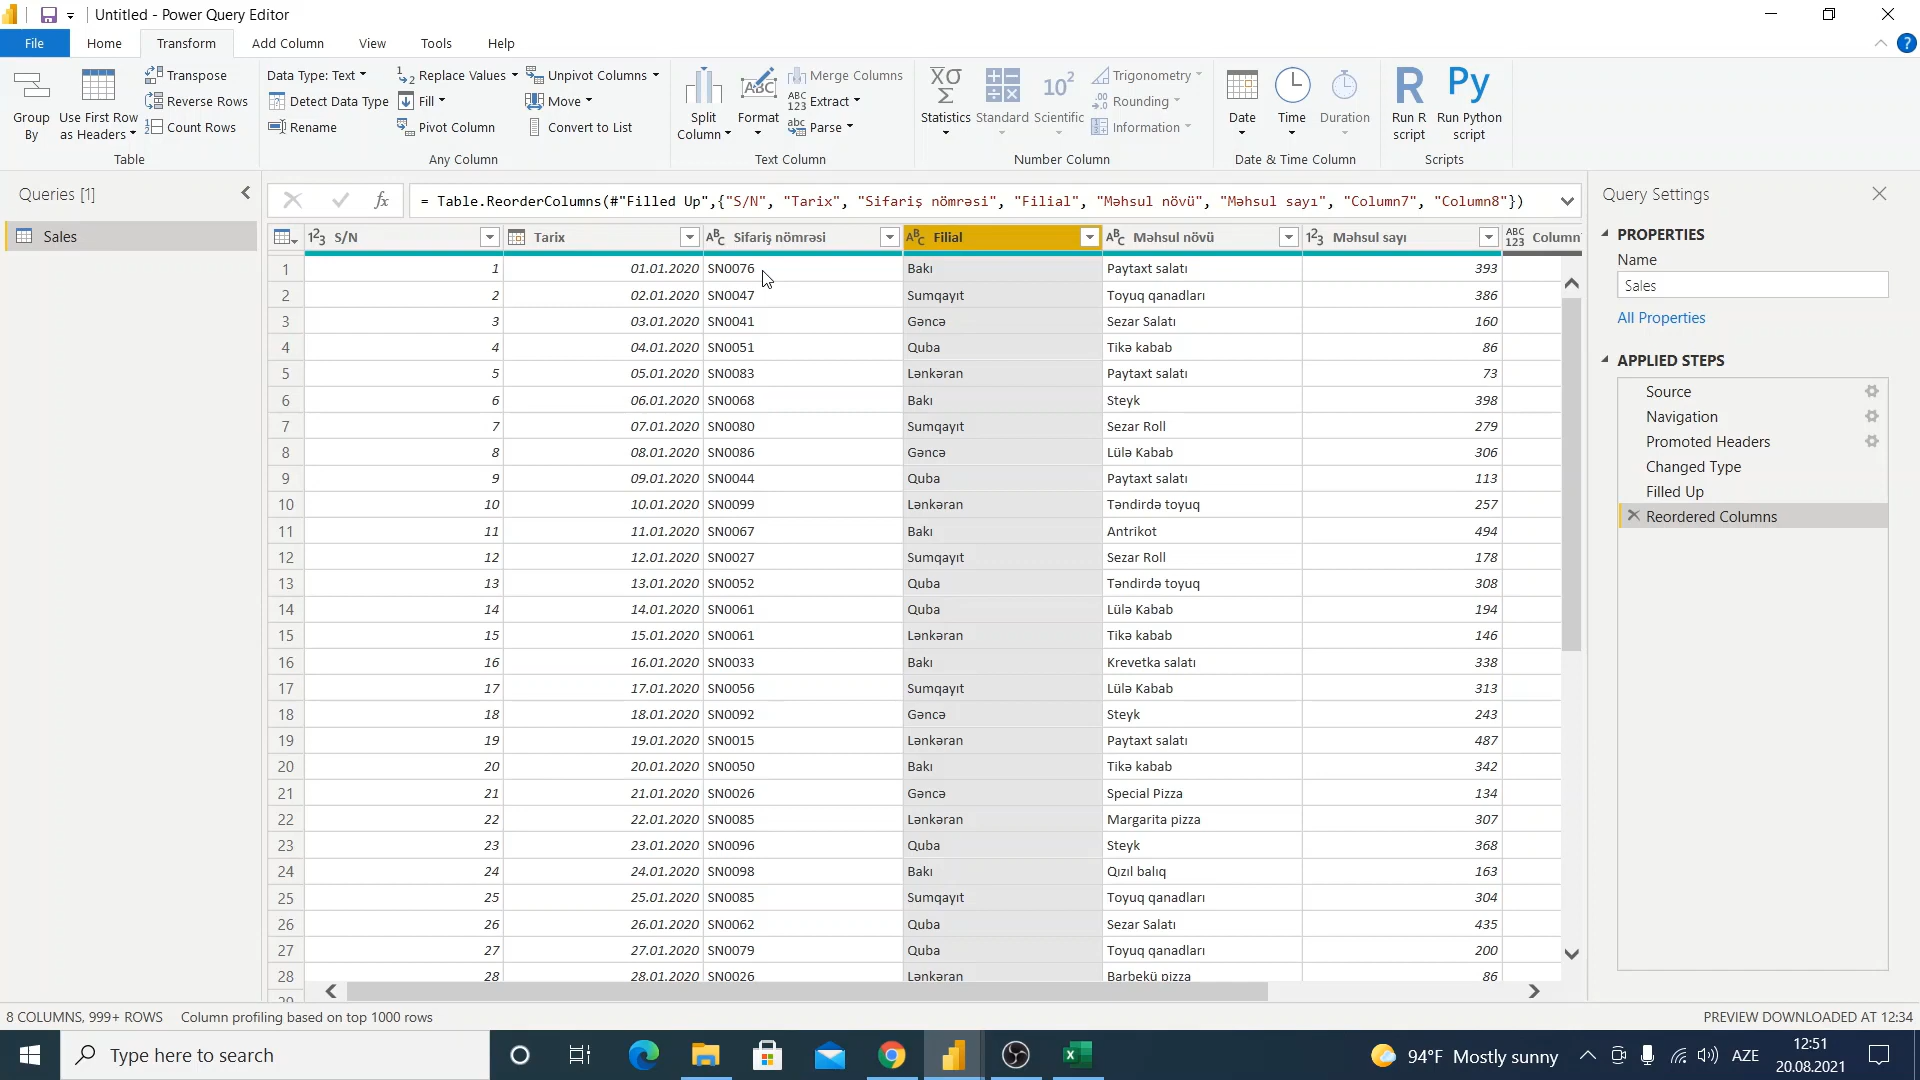 Untitled - Power Query Editor
File Home Transform Add Column View Tools Help
Group By
Use First Row as Headers
Transpose
Reverse Rows
Count Rows
Table
Data Type: Text
Detect Data Type
Rename
Replace Values
Fill
Pivot Column
Unpivot Columns
Move
Convert to List
Any Column
Split Column
Format
Merge Columns
Extract
Parse
Text Column
Statistics
Standard
Scientific
Trigonometry
Rounding
Information
Number Column
Date
Time
Duration
Date & Time Column
Run R script
Run Python script
Scripts
Queries [1]
Sales
= Table.ReorderColumns(#"Filled Up",{"S/N", "Tarix", "Sifariş nömrəsi", "Filial", "Məhsul növü", "Məhsul sayı", "Column7", "Column8"})
S/N Tarix Sifariş nömrəsi Filial Məhsul növü Məhsul sayı Column
1 1 01.01.2020 SN0076 Bakı Paytaxt salatı 393
2 2 02.01.2020 SN0047 Sumqayıt Toyuq qanadları 386
3 3 03.01.2020 SN0041 Gəncə Sezar Salatı 160
4 4 04.01.2020 SN0051 Quba Tikə kabab 86
5 5 05.01.2020 SN0083 Lənkəran Paytaxt salatı 73
6 6 06.01.2020 SN0068 Bakı Steyk 398
7 7 07.01.2020 SN0080 Sumqayıt Sezar Roll 279
8 8 08.01.2020 SN0086 Gəncə Lülə Kabab 306
9 9 09.01.2020 SN0044 Quba Paytaxt salatı 113
10 10 10.01.2020 SN0099 Lənkəran Təndirdə toyuq 257
11 11 11.01.2020 SN0067 Bakı Antrikot 494
12 12 12.01.2020 SN0027 Sumqayıt Sezar Roll 178
13 13 13.01.2020 SN0052 Quba Təndirdə toyuq 308
14 14 14.01.2020 SN0061 Quba Lülə Kabab 194
15 15 15.01.2020 SN0061 Lənkəran Tikə kabab 146
16 16 16.01.2020 SN0033 Bakı Krevetka salatı 338
17 17 17.01.2020 SN0056 Sumqayıt Lülə Kabab 313
18 18 18.01.2020 SN0092 Gəncə Steyk 243
19 19 19.01.2020 SN0015 Lənkəran Paytaxt salatı 487
20 20 20.01.2020 SN0050 Bakı Tikə kabab 342
21 21 21.01.2020 SN0026 Gəncə Special Pizza 134
22 22 22.01.2020 SN0085 Lənkəran Margarita pizza 307
23 23 23.01.2020 SN0096 Quba Steyk 368
24 24 24.01.2020 SN0098 Bakı Qızıl balıq 163
25 25 25.01.2020 SN0085 Sumqayıt Toyuq qanadları 304
26 26 26.01.2020 SN0062 Quba Sezar Salatı 435
27 27 27.01.2020 SN0079 Quba Toyuq qanadları 200
28 28 28.01.2020 SN0026 Lənkəran Barbekü pizza 86
Query Settings
PROPERTIES
Name
Sales
All Properties
APPLIED STEPS
Source
Navigation
Promoted Headers
Changed Type
Filled Up
Reordered Columns
8 COLUMNS, 999+ ROWS Column profiling based on top 1000 rows PREVIEW DOWNLOADED AT 12:34
Type here to search
94°F Mostly sunny
AZE
12:51
20.08.2021